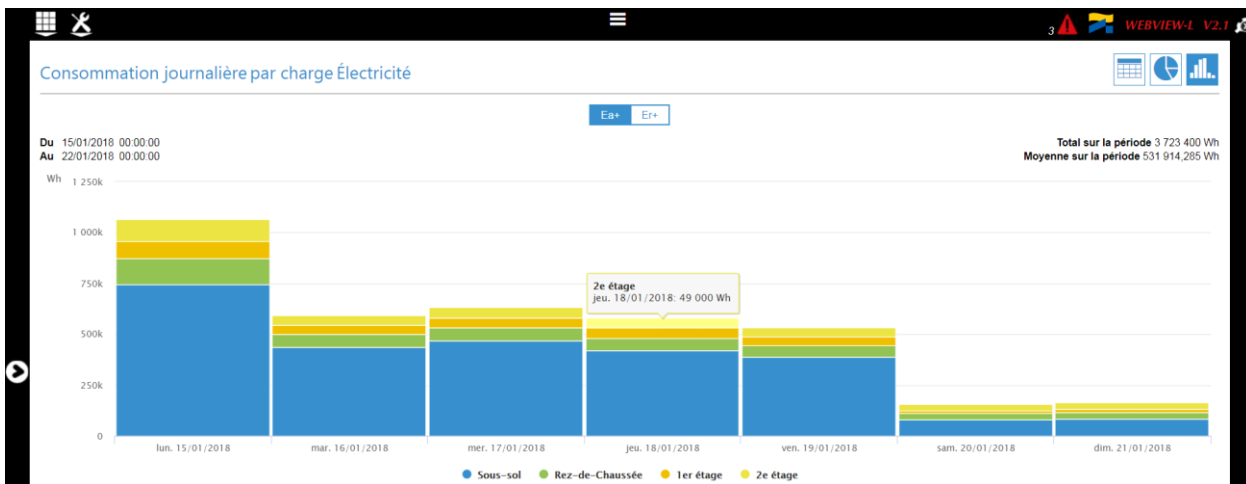 3 WEBVIEW-L V2.1
Consommation journalière par charge Électricité
Ea+ Er+
Du 15/01/2018 00:00:00
Au 22/01/2018 00:00:00
Total sur la période 3 723 400 Wh
Moyenne sur la période 531 914,285 Wh
Wh
1 250k
1 000k
750k
500k
250k
0
2e étage
jeu. 18/01/2018: 49 000 Wh
lun. 15/01/2018 mar. 16/01/2018 mer. 17/01/2018 jeu. 18/01/2018 ven. 19/01/2018 sam. 20/01/2018 dim. 21/01/2018
Sous-sol Rez-de-Chaussée 1er étage 2e étage